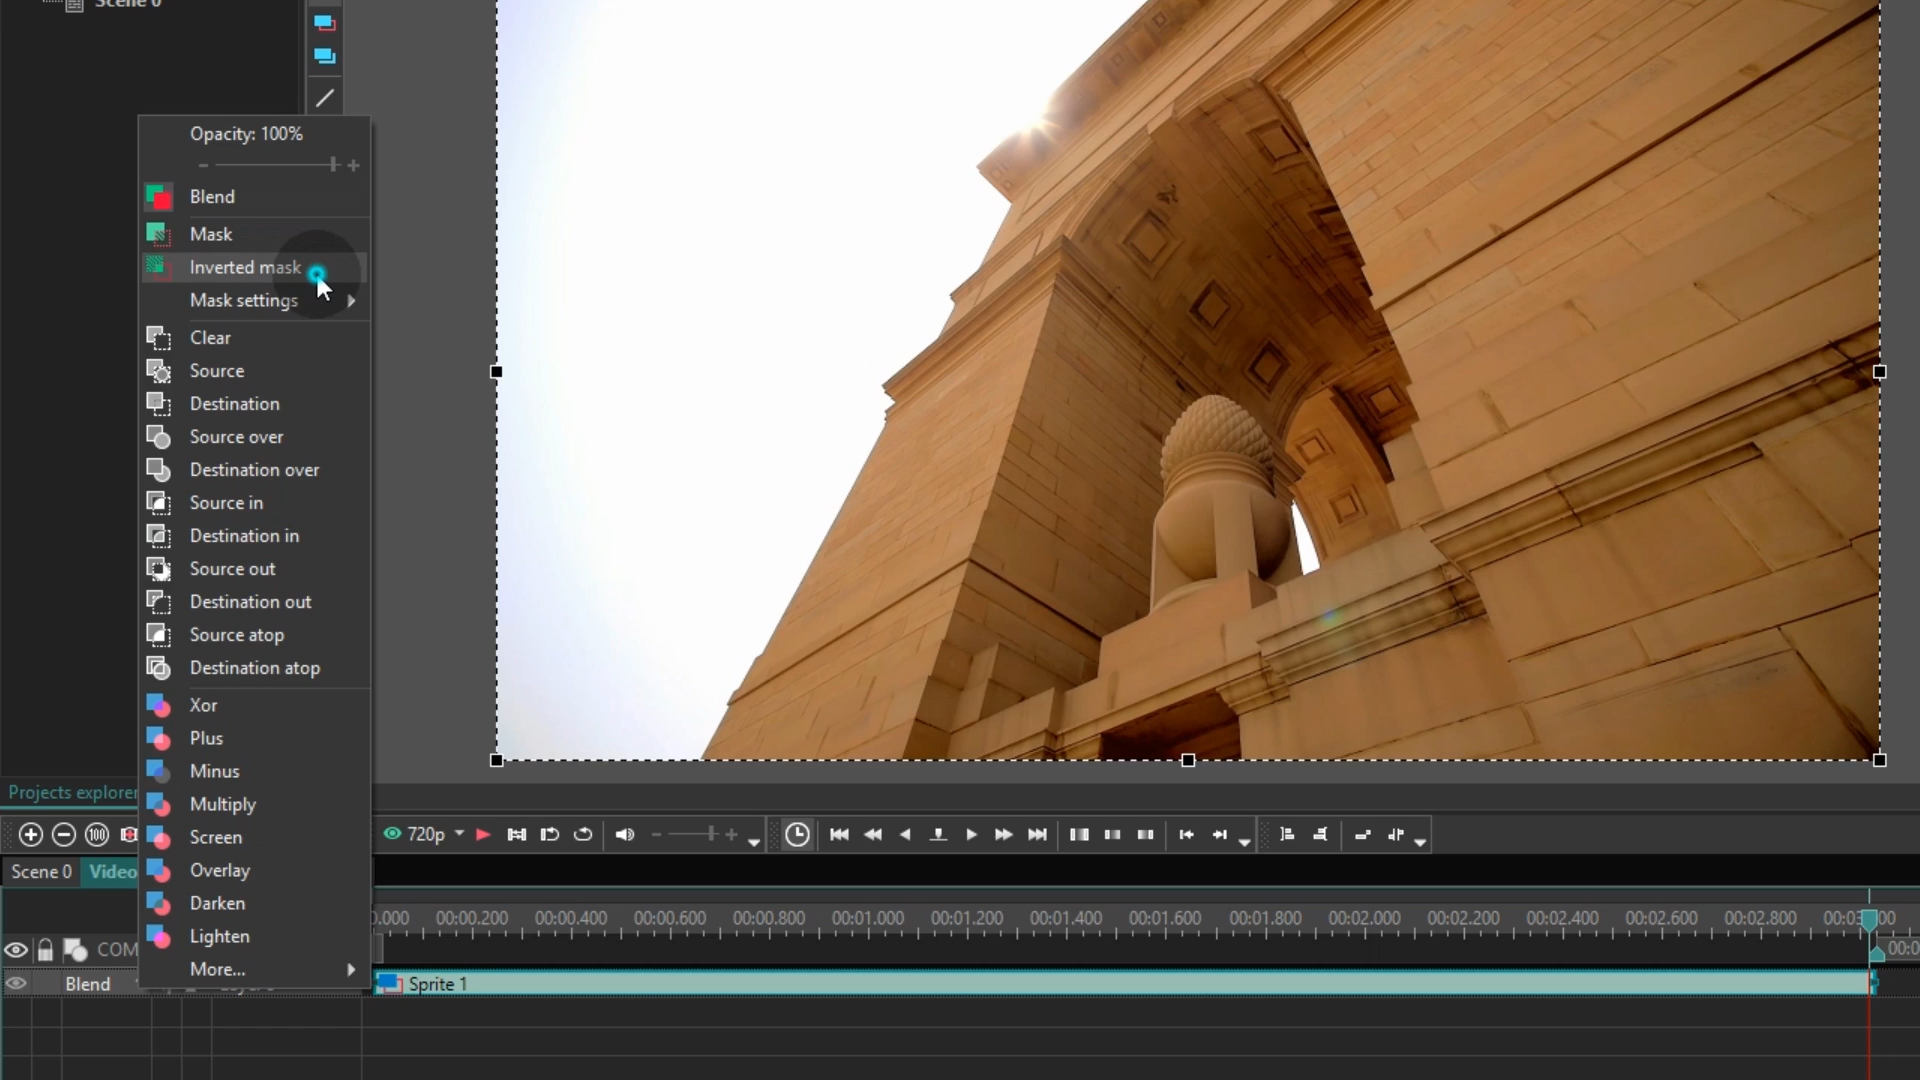 Scene 0
Opacity: 100%
Blend
Mask
Inverted mask
Mask settings
Clear
Source
Destination
Source over
Destination over
Source in
Destination in
Source out
Destination out
Source atop
Destination atop
Xor
Plus
Minus
Multiply
Screen
Overlay
Darken
Lighten
More...
Projects explorer
100
720p
Scene 0 Video
0.000 00:00.200 00:00.400 00:00.600 00:00.800 00:01.000 00:01.200 00:01.400 00:01.600 00:01.800 00:02.000 00:02.200 00:02.400 00:02.600 00:02.800
COM 00:0
Blend Sprite 1